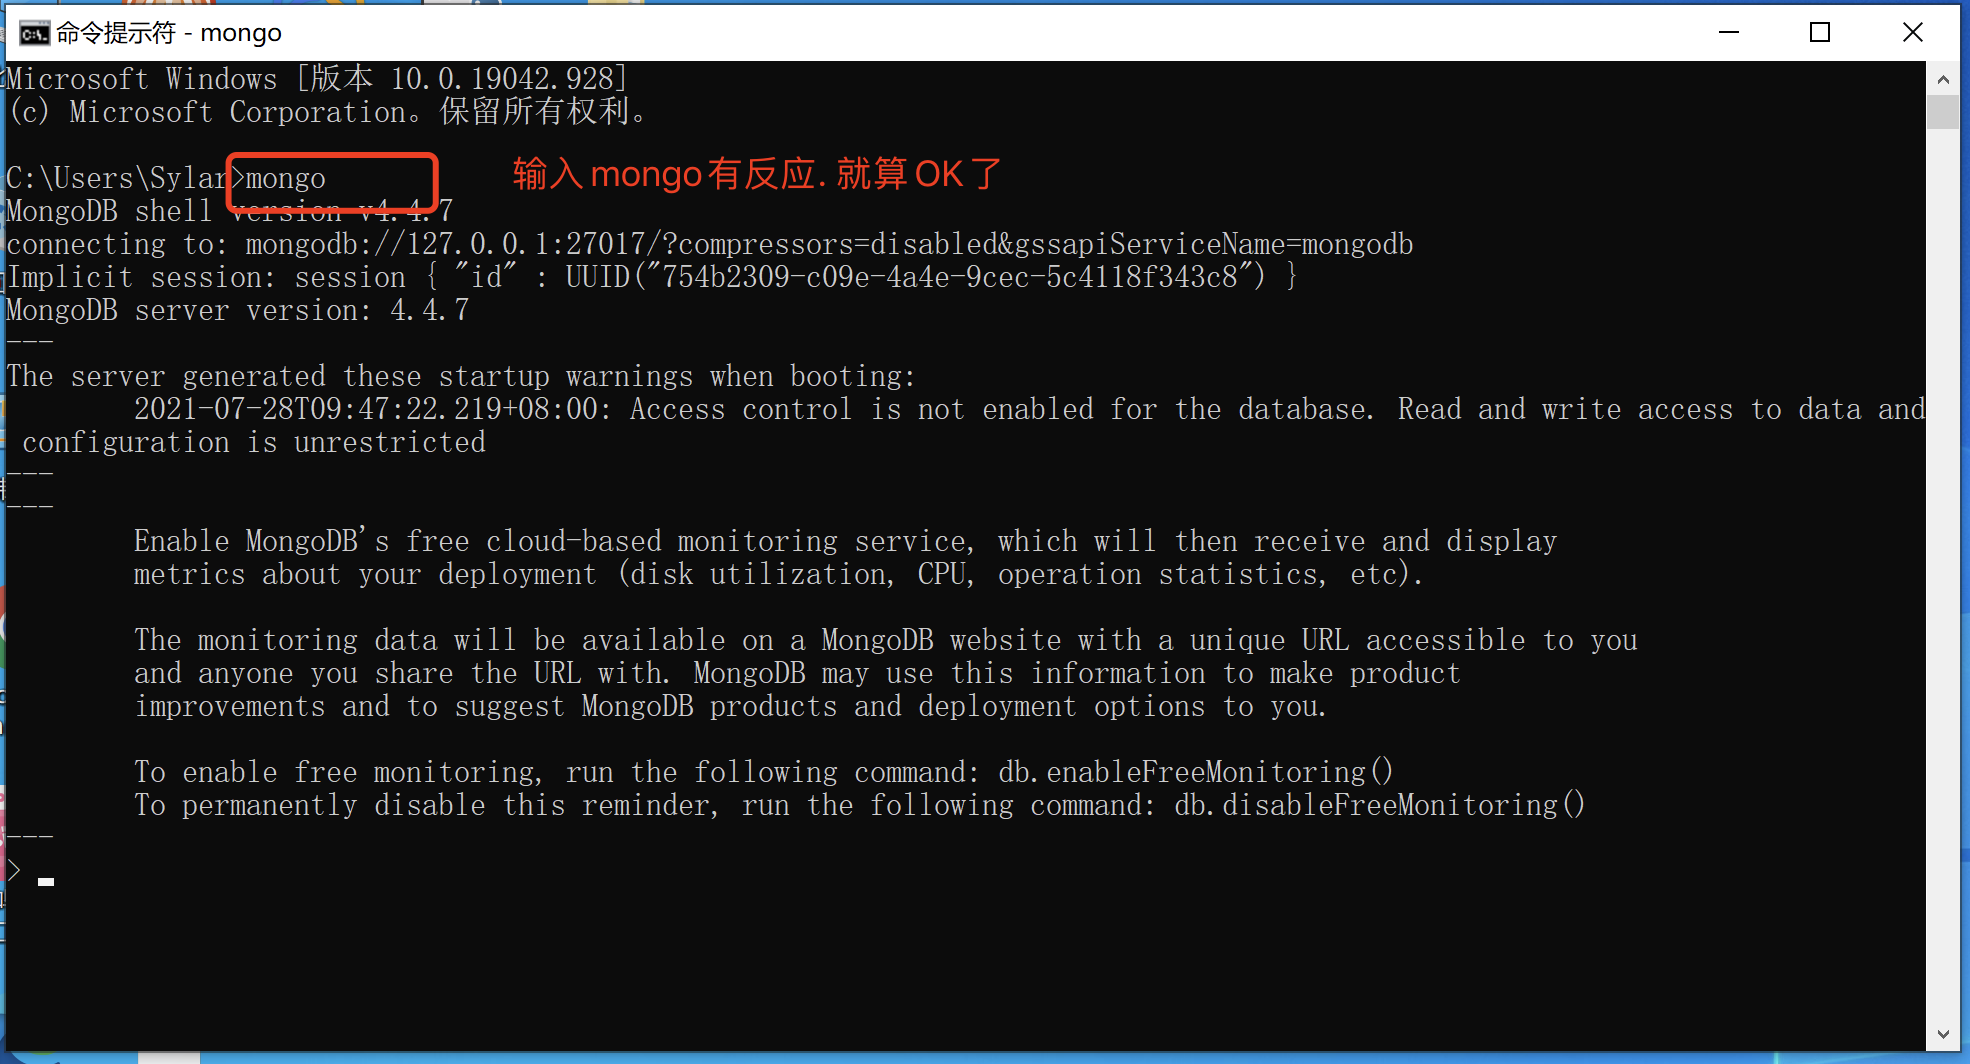 命令提示符 - mongo
Microsoft Windows [版本 10.0.19042.928]
(c) Microsoft Corporation。保留所有权利。
C:\Users\Sylar>mongo
输入mongo有反应. 就算OK了
MongoDB shell version v4.4.7
connecting to: mongodb://127.0.0.1:27017/?compressors=disabled&gssapiServiceName=mongodb
Implicit session: session { "id" : UUID("754b2309-c09e-4a4e-9cec-5c4118f343c8") }
MongoDB server version: 4.4.7
---
The server generated these startup warnings when booting:
2021-07-28T09:47:22.219+08:00: Access control is not enabled for the database. Read and write access to data and
configuration is unrestricted
---
---
Enable MongoDB's free cloud-based monitoring service, which will then receive and display
metrics about your deployment (disk utilization, CPU, operation statistics, etc).
The monitoring data will be available on a MongoDB website with a unique URL accessible to you
and anyone you share the URL with. MongoDB may use this information to make product
improvements and to suggest MongoDB products and deployment options to you.
To enable free monitoring, run the following command: db.enableFreeMonitoring()
To permanently disable this reminder, run the following command: db.disableFreeMonitoring()
---
>